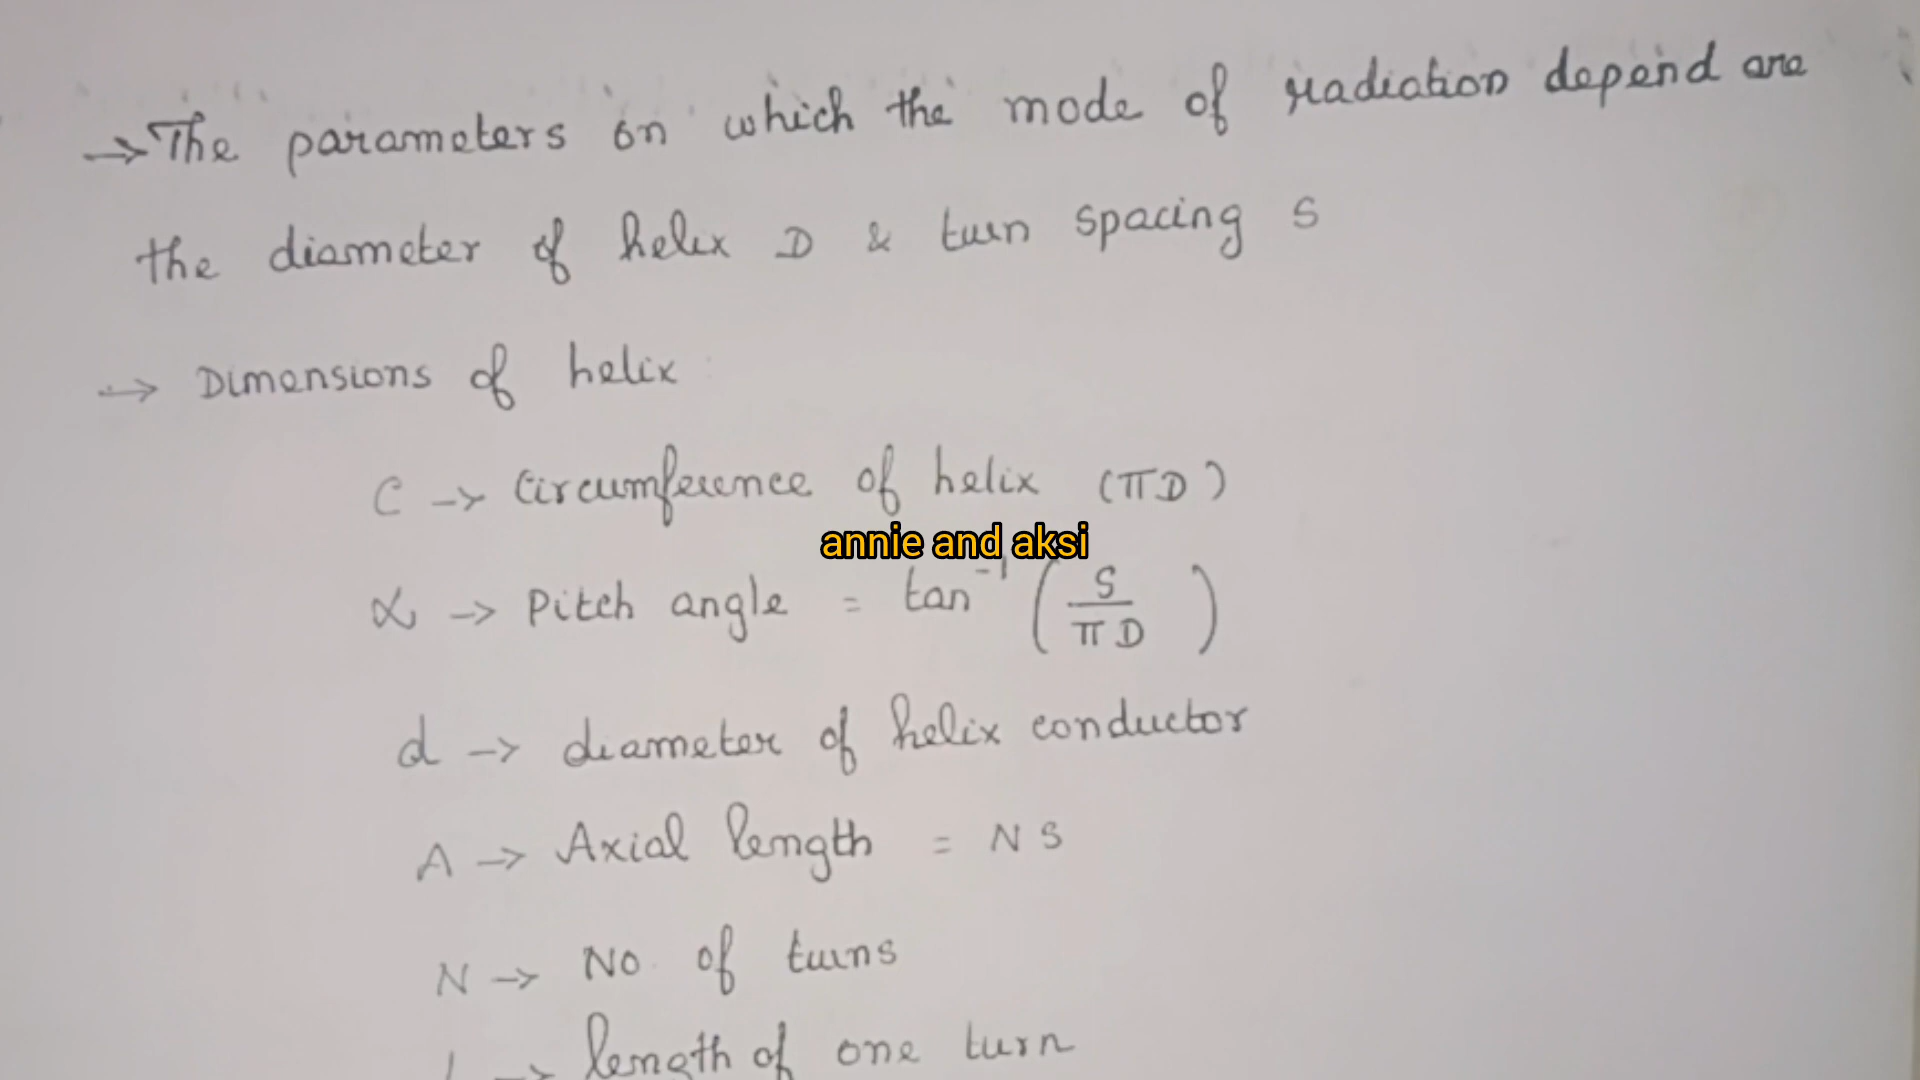 → The parameters on which the mode of radiation depend are
the diameter of helix D & turn spacing S
→ Dimensions of helix
C → Circumference of helix (πD)
annie and aksi
α → Pitch angle = tan⁻¹ (S/πD)
d → diameter of helix conductor
A → Axial length = NS
N → No of turns
→ length of one turn